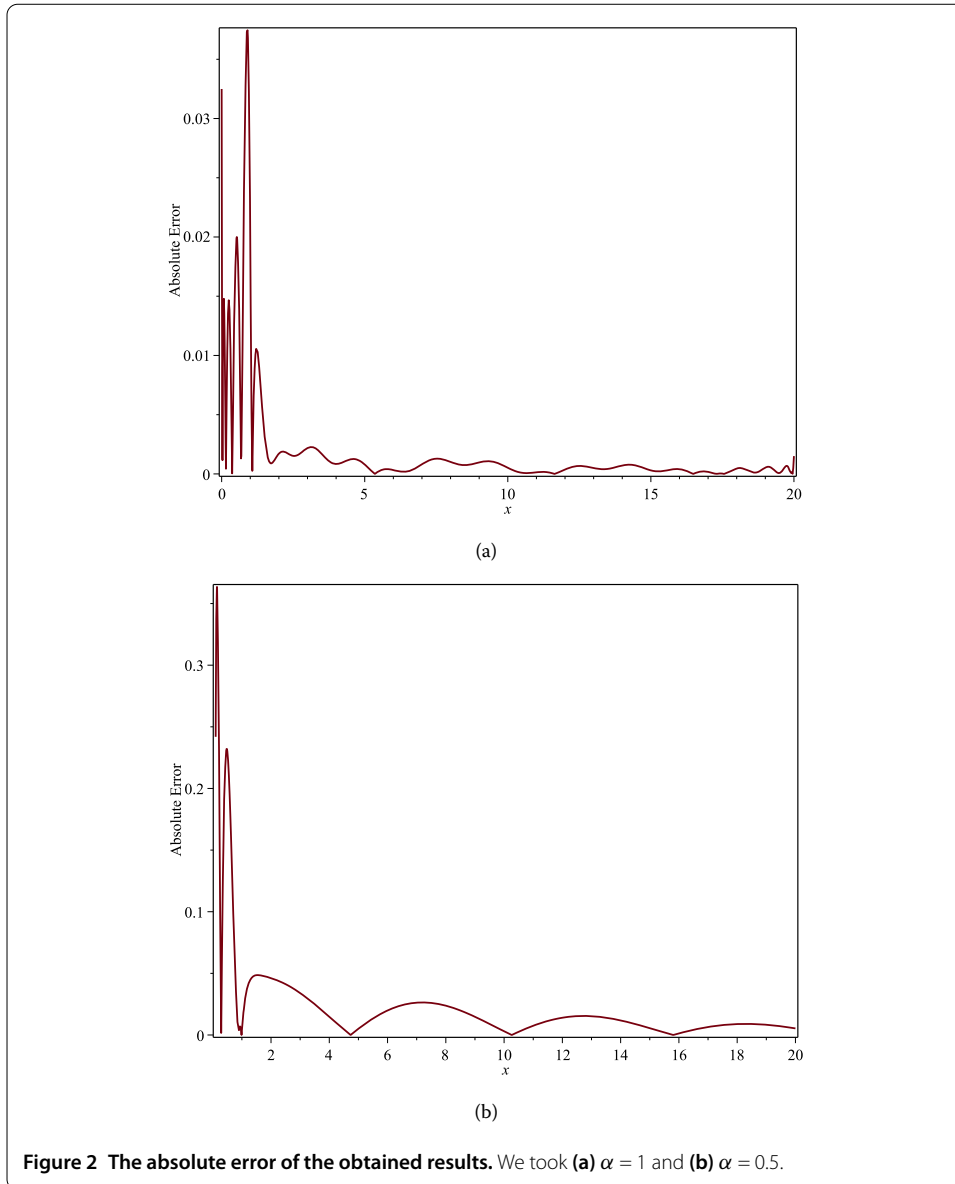 0.03
0.02
0.01
0
Absolute Error
0 5 10 15 20
x
(a)
0.3
0.2
0.1
0
Absolute Error
2 4 6 8 10 12 14 16 18 20
x
(b)
Figure 2 The absolute error of the obtained results. We took (a) α = 1 and (b) α = 0.5.